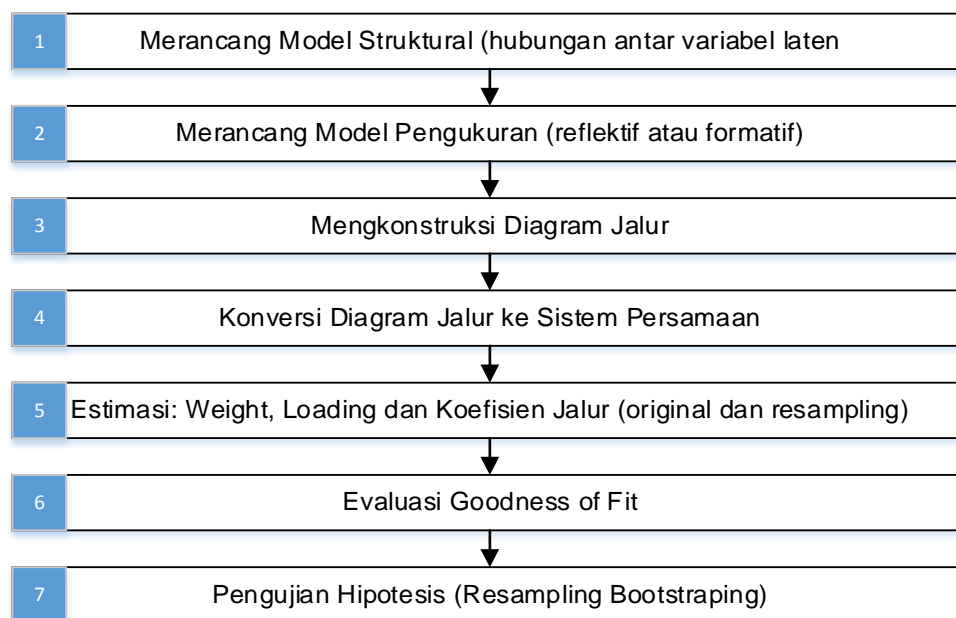 1 Merancang Model Struktural (hubungan antar variabel laten
2 Merancang Model Pengukuran (reflektif atau formatif)
3 Mengkonstruksi Diagram Jalur
4 Konversi Diagram Jalur ke Sistem Persamaan
5 Estimasi: Weight, Loading dan Koefisien Jalur (original dan resampling)
6 Evaluasi Goodness of Fit
7 Pengujian Hipotesis (Resampling Bootstraping)